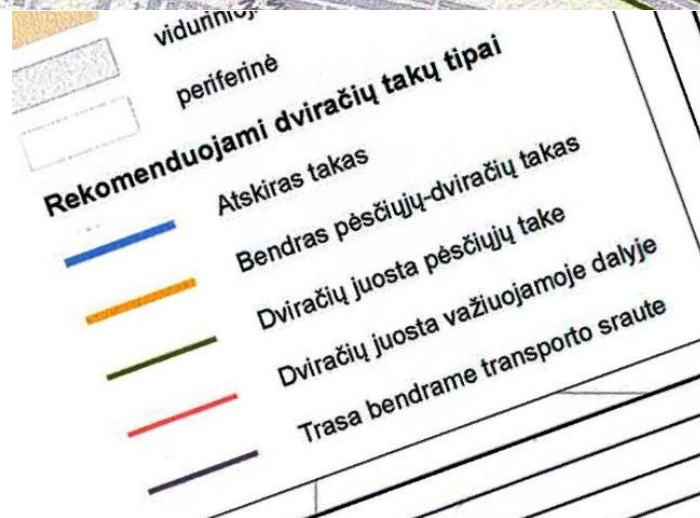 periferinė
Rekomenduojami dviračių takų tipai
Atskiras takas
Bendras pėsčiųjų-dviračių takas
Dviračių juosta pėsčiųjų take
Dviračių juosta važiuojamoje dalyje
Trasa bendrame transporto sraute